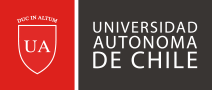 DUC IN ALTUM
UA
UNIVERSIDAD
AUTONOMA
DE CHILE